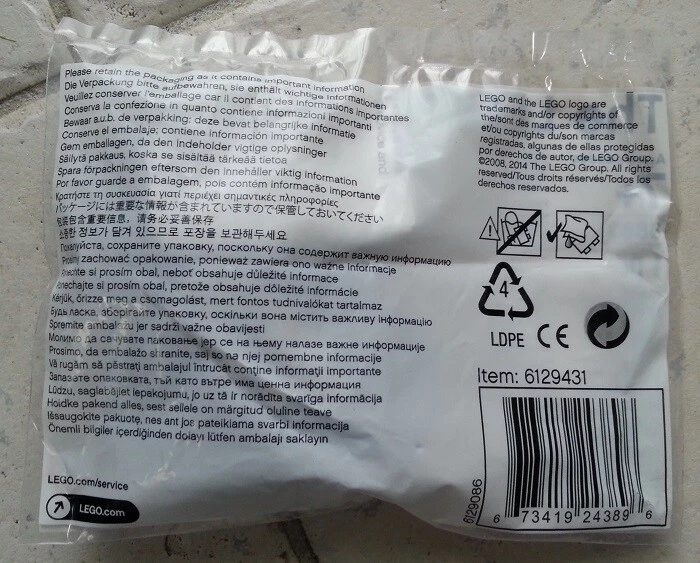 Please retain the packaging as it contains important information
Die Verpackung bitte aufbewahren, sie enthält wichtige Informationen
Veuillez conserver l'emballage car il contient des informations importantes
Conserva la confezione in quanto contiene informazioni importanti
Bewaar a.u.b. de verpakking: deze bevat belangrijke informatie
Conserve el embalaje: contiene información importante
Gem emballagen, da den indeholder vigtige oplysninger
Säilytä pakkaus, koska se sisältää tärkeää tietoa
Spara förpackningen eftersom den innehåller viktig information
Por favor guarde a embalagem, pois contém informação importante
Κρατήστε τη συσκευασία γιατί περιέχει σημαντικές πληροφορίες
パッケージには重要な情報が含まれていますので保管しておいてください
包装包含重要信息，请务必妥善保存
소중한 정보가 담겨 있으므로 포장을 보관해두세요
Пожалуйста, сохраните упаковку, поскольку она содержит важную информацию
Prosimy zachować opakowanie, ponieważ zawiera ono ważne informacje
Ponechte si prosím obal, neboť obsahuje důležité informace
Ponechajte si prosím obal, pretože obsahuje dôležité informácie
Kérjük, őrizze meg a csomagolást, mert fontos tudnivalókat tartalmaz
Будь ласка, зберігайте упаковку, оскільки вона містить важливу інформацію
Spremite ambalažu jer sadrži važne obavijesti
Молимо да сачувате паковање јер се на њему налазе важне информације
Prosimo, da embalažo shranite, saj so na njej pomembne informacije
Vă rugăm să păstrați ambalajul întrucât conține informații importante
Запазете опаковката, тъй като вътре има ценна информация
Lūdzu, saglabājiet iepakojumu, jo uz tā ir norādīta svarīga informācija
Hoidke pakend alles, sest sellele on märgitud oluline teave
Išsaugokite pakuotę, nes ant jos pateikiama svarbi informacija
Önemli bilgiler içerdiğinden dolayı lütfen ambalajı saklayın
LEGO.com/service
LEGO.com
LEGO and the LEGO logo are
trademarks and/or copyrights of
the/sont des marques de commerce
et/ou copyrights du/son marcas
registradas, algunas de ellas protegidas
por derechos de autor, de LEGO Group.
©2008, 2014 The LEGO Group. All rights
reserved/Tous droits réservés/Todos los
derechos reservados.
4
LDPE CE
Item: 6129431
6129086
6 73419 24389 6